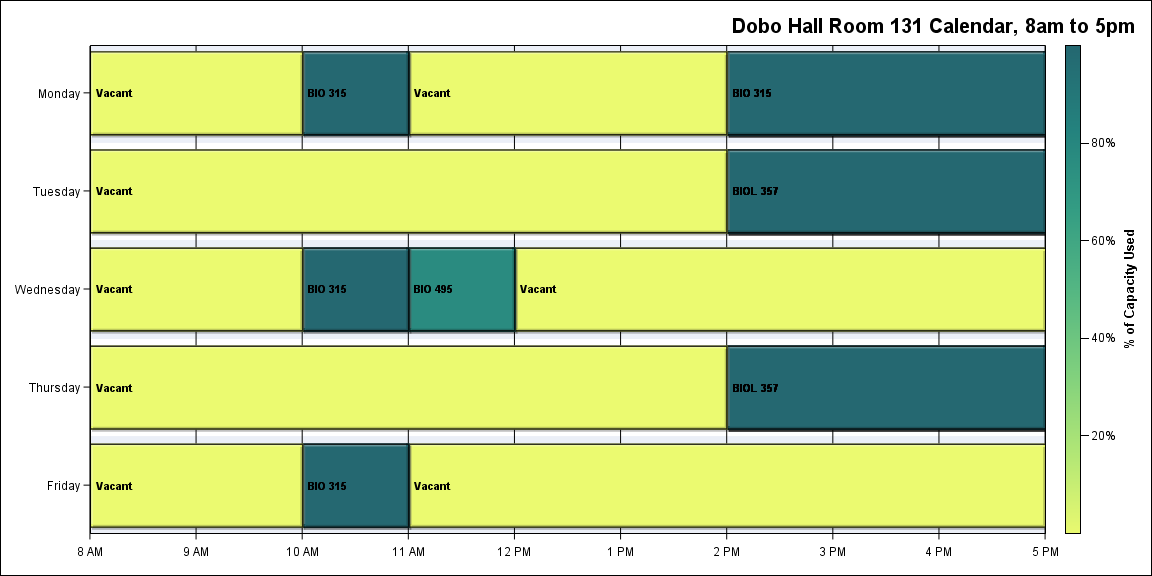 Dobo Hall Room 131 Calendar, 8am to 5pm
Monday
Vacant
BIO 315
Vacant
BIO 315
Tuesday
Vacant
BIOL 357
Wednesday
Vacant
BIO 315
BIO 495
Vacant
Thursday
Vacant
BIOL 357
Friday
Vacant
BIO 315
Vacant
8 AM
9 AM
10 AM
11 AM
12 PM
1 PM
2 PM
3 PM
4 PM
5 PM
80%
60%
40%
20%
% of Capacity Used